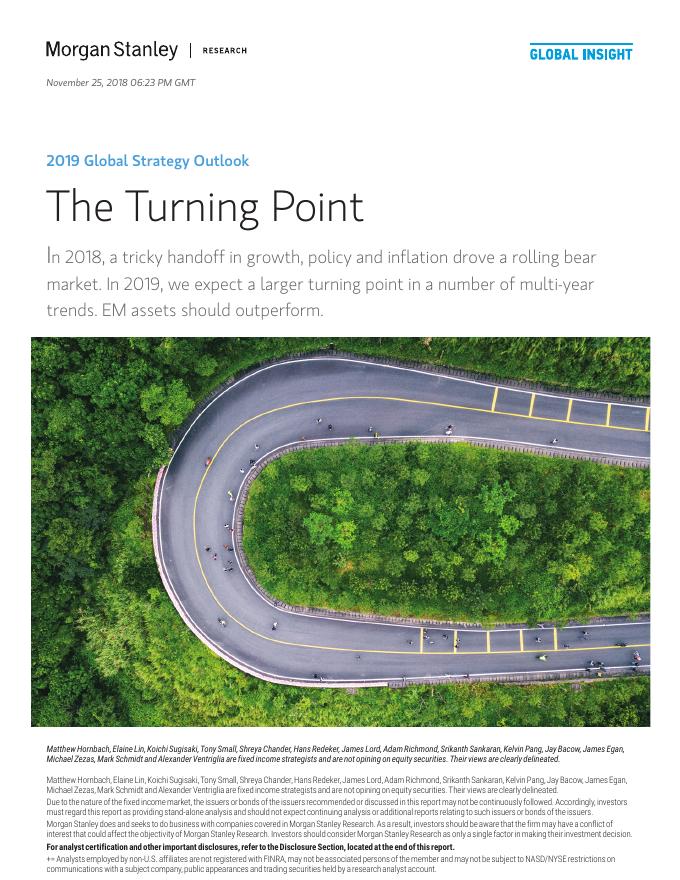 Morgan Stanley | RESEARCH
GLOBAL INSIGHT
November 25, 2018 06:23 PM GMT
2019 Global Strategy Outlook
The Turning Point
In 2018, a tricky handoff in growth, policy and inflation drove a rolling bear
market. In 2019, we expect a larger turning point in a number of multi-year
trends. EM assets should outperform.
Matthew Hornbach, Elaine Lin, Koichi Sugisaki, Tony Small, Shreya Chander, Hans Redeker, James Lord, Adam Richmond, Srikanth Sankaran, Kelvin Pang, Jay Bacow, James Egan,
Michael Zezas, Mark Schmidt and Alexander Ventriglia are fixed income strategists and are not opining on equity securities. Their views are clearly delineated.
Matthew Hornbach, Elaine Lin, Koichi Sugisaki, Tony Small, Shreya Chander, Hans Redeker, James Lord, Adam Richmond, Srikanth Sankaran, Kelvin Pang, Jay Bacow, James Egan,
Michael Zezas, Mark Schmidt and Alexander Ventriglia are fixed income strategists and are not opining on equity securities. Their views are clearly delineated.
Due to the nature of the fixed income market, the issuers or bonds of the issuers recommended or discussed in this report may not be continuously followed. Accordingly, investors
must regard this report as providing stand-alone analysis and should not expect continuing analysis or additional reports relating to such issuers or bonds of the issuers.
Morgan Stanley does and seeks to do business with companies covered in Morgan Stanley Research. As a result, investors should be aware that the firm may have a conflict of
interest that could affect the objectivity of Morgan Stanley Research. Investors should consider Morgan Stanley Research as only a single factor in making their investment decision.
For analyst certification and other important disclosures, refer to the Disclosure Section, located at the end of this report.
+= Analysts employed by non-U.S. affiliates are not registered with FINRA, may not be associated persons of the member and may not be subject to NASD/NYSE restrictions on
communications with a subject company, public appearances and trading securities held by a research analyst account.